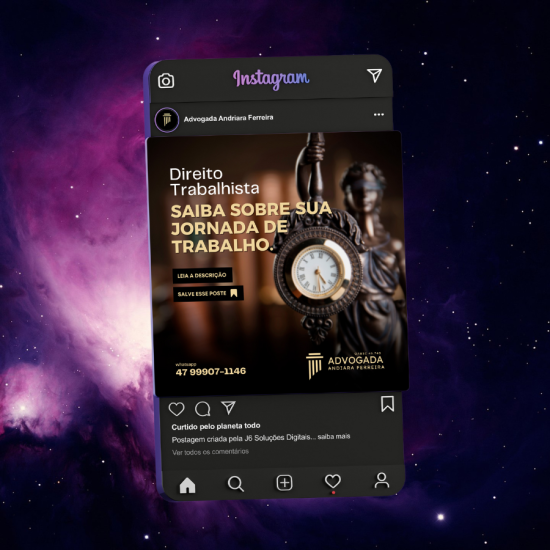 Instagram
Advogada Andriara Ferreira
Direito
Trabalhista
SAIBA SOBRE SUA
JORNADA DE
TRABALHO.
LEIA A DESCRIÇÃO
SALVE ESSE POSTE
whatsapp
47 99907-1146
ADVOGADA
ANDIARA FERREIRA
Curtido pelo planeta todo
Postagem criada pela J6 Soluções Digitais... saiba mais
Ver todos os comentários